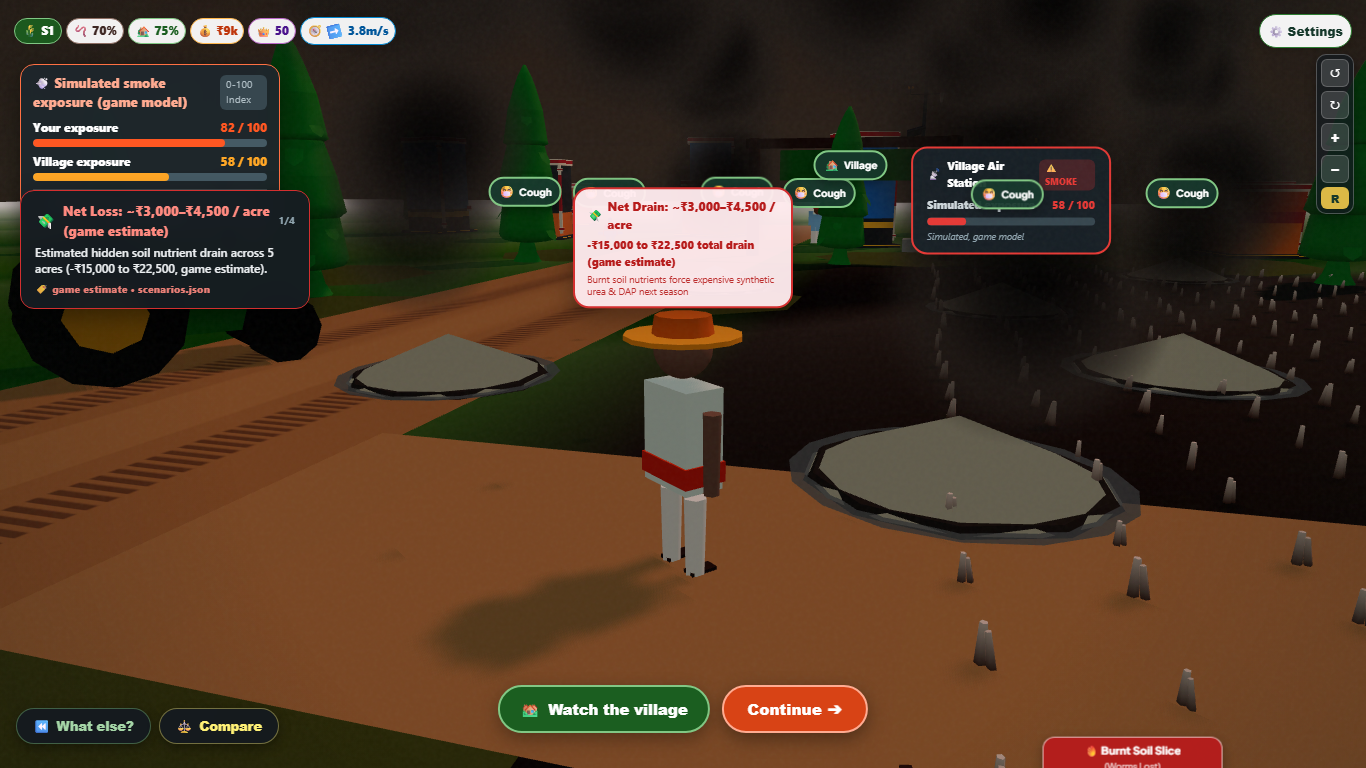 S1
70%
75%
₹9k
50
3.8m/s
Settings
Simulated smoke
exposure (game model)
0-100
Index
Your exposure
82 / 100
Village exposure
58 / 100
Net Loss: ~₹3,000–₹4,500 / acre
(game estimate)
1/4
Estimated hidden soil nutrient drain across 5
acres (-₹15,000 to ₹22,500, game estimate).
game estimate • scenarios.json
Cough
Village
Cough
Net Drain: ~₹3,000–₹4,500 /
acre
-₹15,000 to ₹22,500 total drain
(game estimate)
Burnt soil nutrients force expensive synthetic
urea & DAP next season
Village Air
SMOKE
Cough
58 / 100
Simulated, game model
Cough
R
Watch the village
Continue ➔
What else?
Compare
Burnt Soil Slice
(Worms Lost)